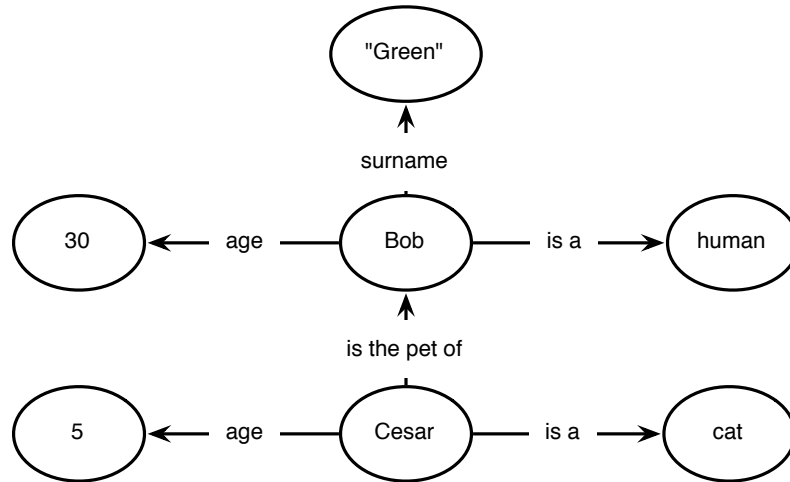 "Green"
surname
30
age
Bob
is a
human
is the pet of
5
age
Cesar
is a
cat